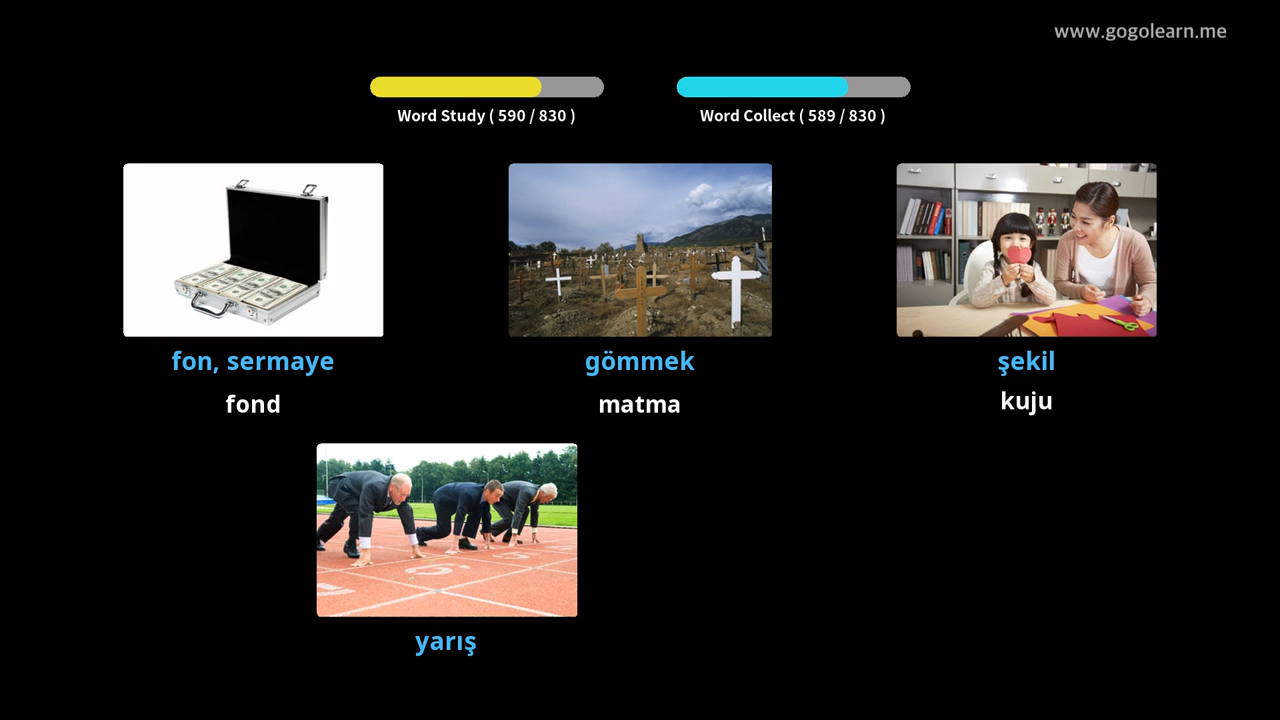 www.gogolearn.me
Word Study ( 590 / 830 )
Word Collect ( 589 / 830 )
fon, sermaye
gömmek
şekil
fond
matma
kuju
yarış